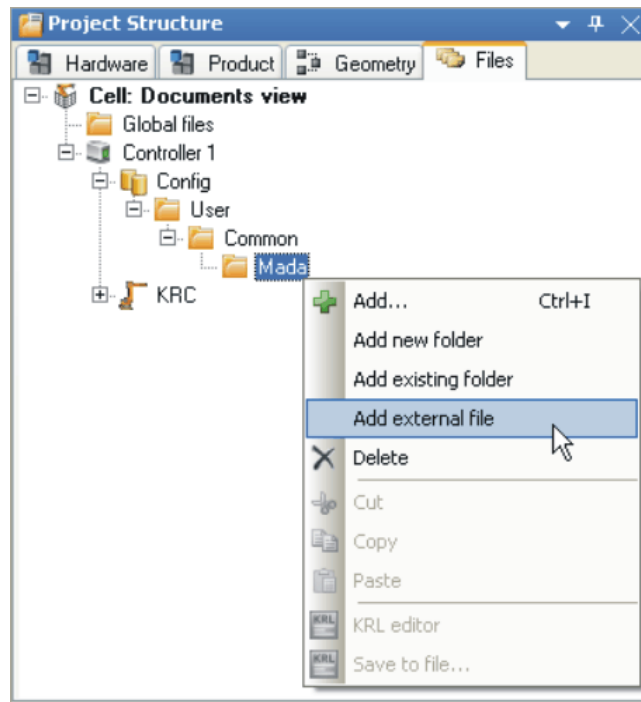 Project Structure
Hardware Product Geometry Files
Cell: Documents view
Global files
Controller 1
Config
User
Common
Mada
KRC
Add... Ctrl+I
Add new folder
Add existing folder
Add external file
Delete
Cut
Copy
Paste
KRL editor
KRL Save to file...